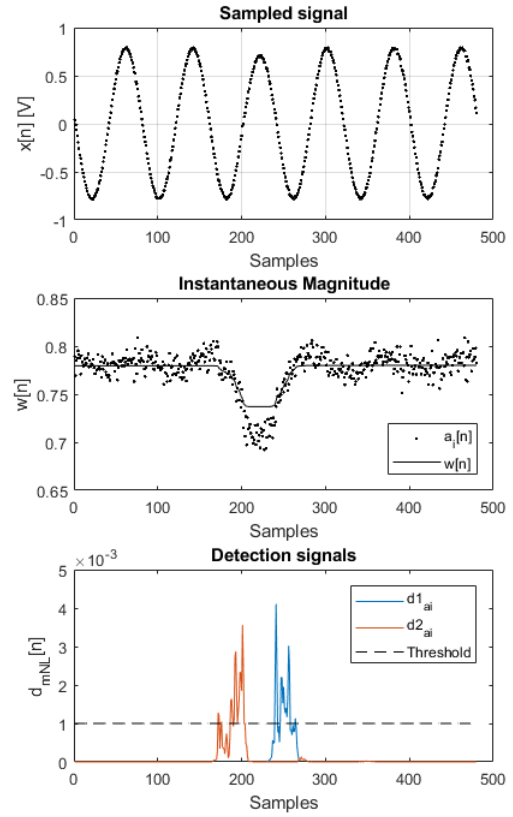 Sampled signal
1
0.5
0
-0.5
-1
x[n] [V]
0 100 200 300 400 500
Samples
Instantaneous Magnitude
0.85
0.8
0.75
0.7
0.65
w[n]
a_i[n]
w[n]
0 100 200 300 400 500
Samples
Detection signals
×10^-3
5
4
3
2
1
0
d_mNL[n]
d1_ai
d2_ai
Threshold
0 100 200 300 400 500
Samples